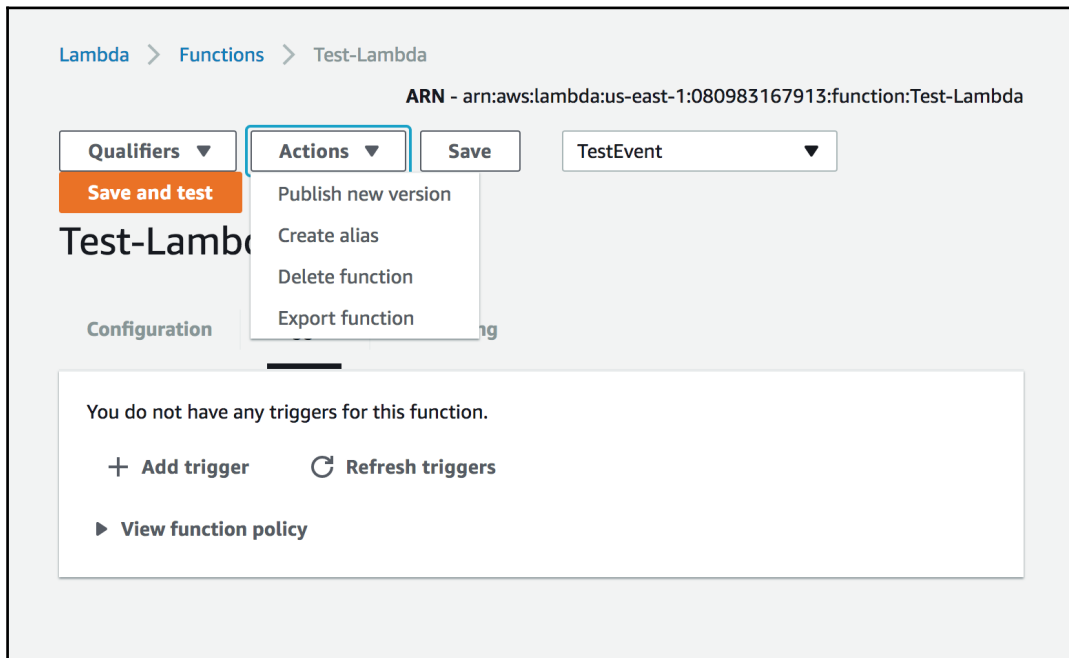 Lambda > Functions > Test-Lambda
ARN - arn:aws:lambda:us-east-1:080983167913:function:Test-Lambda
Qualifiers Actions Save TestEvent
Save and test
Publish new version
Create alias
Delete function
Export function
Configuration
You do not have any triggers for this function.
Add trigger Refresh triggers
View function policy